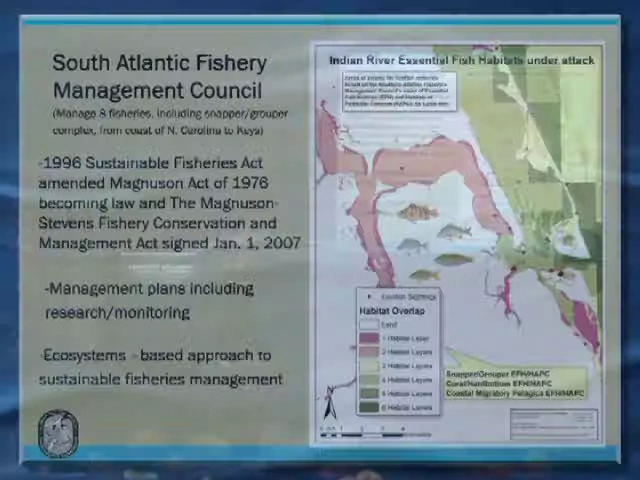 South Atlantic Fishery
Management Council
(Manage 8 fisheries, including snapper/grouper
complex, from coast of N. Carolina to Keys)
-1996 Sustainable Fisheries Act
amended Magnuson Act of 1976
becoming law and The Magnuson-
Stevens Fishery Conservation and
Management Act signed Jan. 1, 2007
-Management plans including
research/monitoring
-Ecosystems - based approach to
sustainable fisheries management
Indian River Essential Fish Habitats under attack
Habitat Overlap
Land
1 Habitat Layer
2 Habitat Layers
3 Habitat Layers
4 Habitat Layers
5 Habitat Layers
6 Habitat Layers
Snapper/Grouper EFH/HAPC
Coral/Hardbottom EFH/HAPC
Coastal Migratory Pelagics EFH/HAPC
N